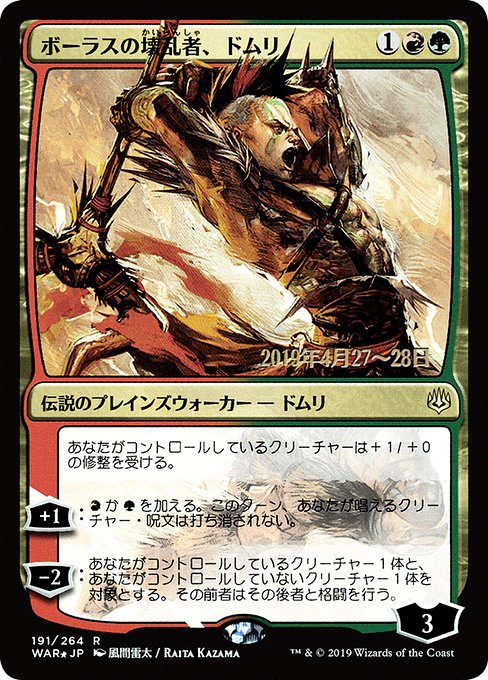 ボーラスの壊乱者、ドムリ 1
かいらんしゃ
2019年4月27~28日
伝説のプレインズウォーカー — ドムリ
あなたがコントロールしているクリーチャーは+1/+0
の修整を受ける。
+1
か を加える。このターン、あなたが唱えるクリー
チャー・呪文は打ち消されない。
-2
あなたがコントロールしているクリーチャー1体と、
あなたがコントロールしていないクリーチャー1体を
対象とする。その前者はその後者と格闘を行う。
3
191/264 R
WAR★JP 風間雷太/RAITA KAZAMA
™ & © 2019 Wizards of the Coast